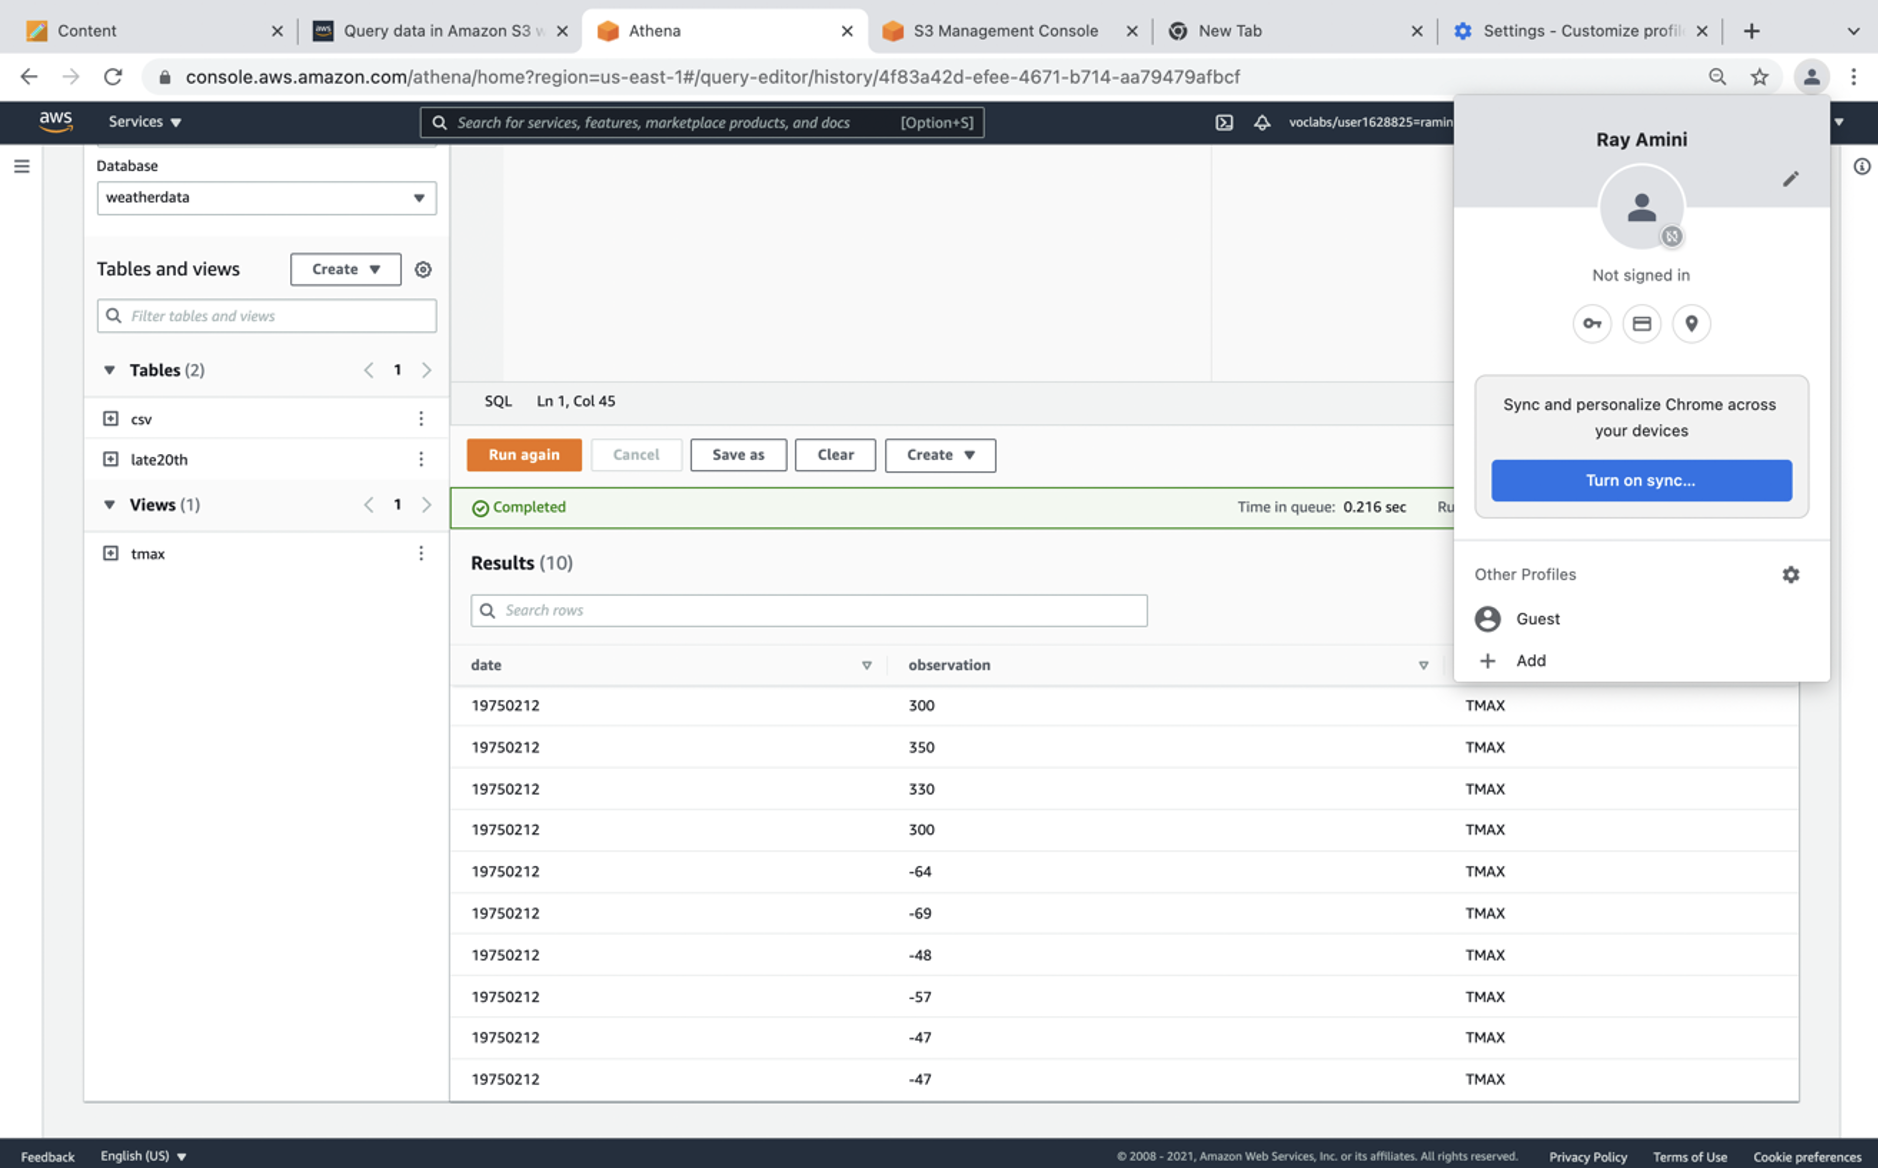 Content
Query data in Amazon S3 w
Athena
S3 Management Console
New Tab
Settings - Customize profil
console.aws.amazon.com/athena/home?region=us-east-1#/query-editor/history/4f83a42d-efee-4671-b714-aa79479afbcf
aws
Services
Search for services, features, marketplace products, and docs
[Option+S]
voclabs/user1628825=ramin
Ray Amini
Not signed in
Sync and personalize Chrome across
your devices
Turn on sync...
Other Profiles
Guest
Add
Database
weatherdata
Tables and views
Create
Filter tables and views
Tables (2)
1
csv
late20th
Views (1)
1
tmax
SQL Ln 1, Col 45
Run again
Cancel
Save as
Clear
Create
Completed
Time in queue: 0.216 sec
Ru
Results (10)
Search rows
date observation
19750212 300 TMAX
19750212 350 TMAX
19750212 330 TMAX
19750212 300 TMAX
19750212 -64 TMAX
19750212 -69 TMAX
19750212 -48 TMAX
19750212 -57 TMAX
19750212 -47 TMAX
19750212 -47 TMAX
Feedback English (US)
© 2008 - 2021, Amazon Web Services, Inc. or its affiliates. All rights reserved. Privacy Policy Terms of Use Cookie preferences